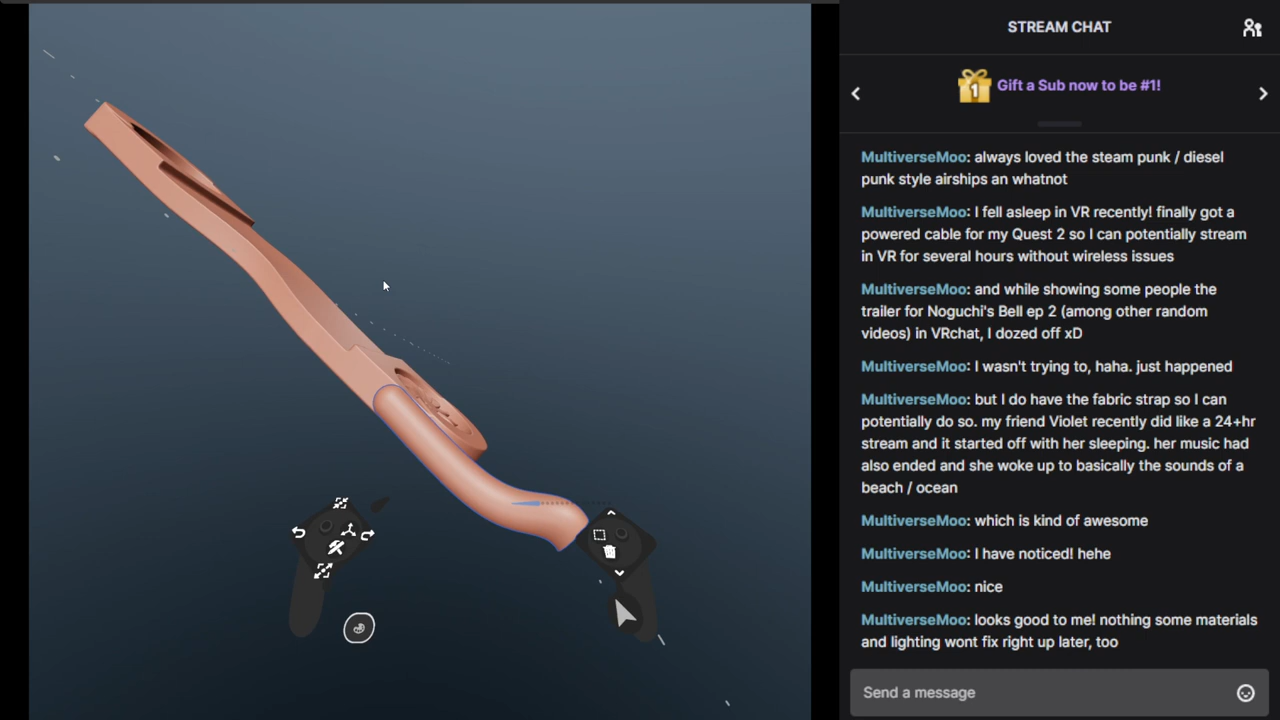 STREAM CHAT
1
Gift a Sub now to be #1!
MultiverseMoo: always loved the steam punk / diesel
punk style airships an whatnot
MultiverseMoo: I fell asleep in VR recently! finally got a
powered cable for my Quest 2 so I can potentially stream
in VR for several hours without wireless issues
MultiverseMoo: and while showing some people the
trailer for Noguchi's Bell ep 2 (among other random
videos) in VRchat, I dozed off xD
MultiverseMoo: I wasn't trying to, haha. just happened
MultiverseMoo: but I do have the fabric strap so I can
potentially do so. my friend Violet recently did like a 24+hr
stream and it started off with her sleeping. her music had
also ended and she woke up to basically the sounds of a
beach / ocean
MultiverseMoo: which is kind of awesome
MultiverseMoo: I have noticed! hehe
MultiverseMoo: nice
MultiverseMoo: looks good to me! nothing some materials
and lighting wont fix right up later, too
Send a message